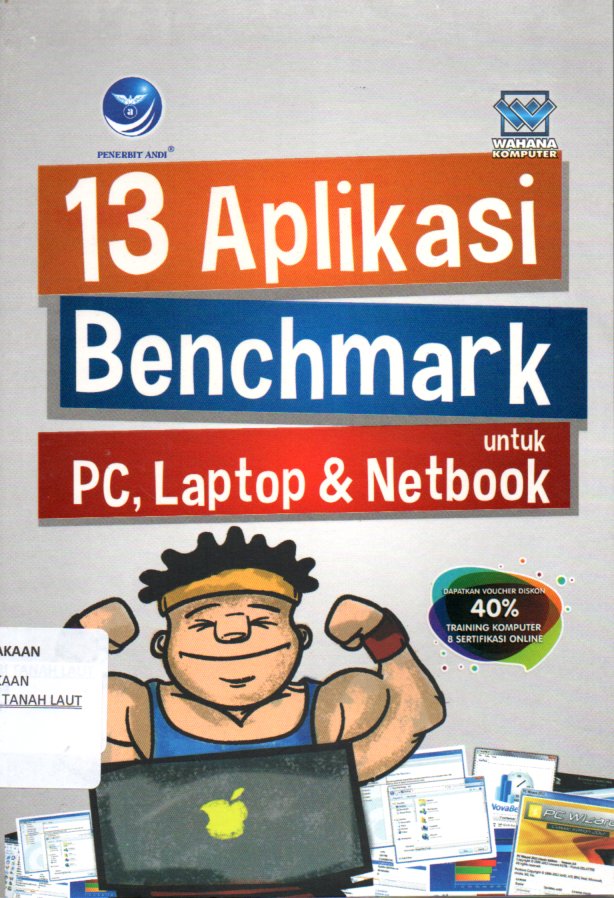 PENERBIT ANDI®
WAHANA
KOMPUTER
13 Aplikasi
Benchmark
untuk
PC, Laptop & Netbook
DAPATKAN VOUCHER DISKON
40%
TRAINING KOMPUTER
& SERTIFIKASI ONLINE
AKAAN
KAAN
TANAH LAUT
PC Wizard